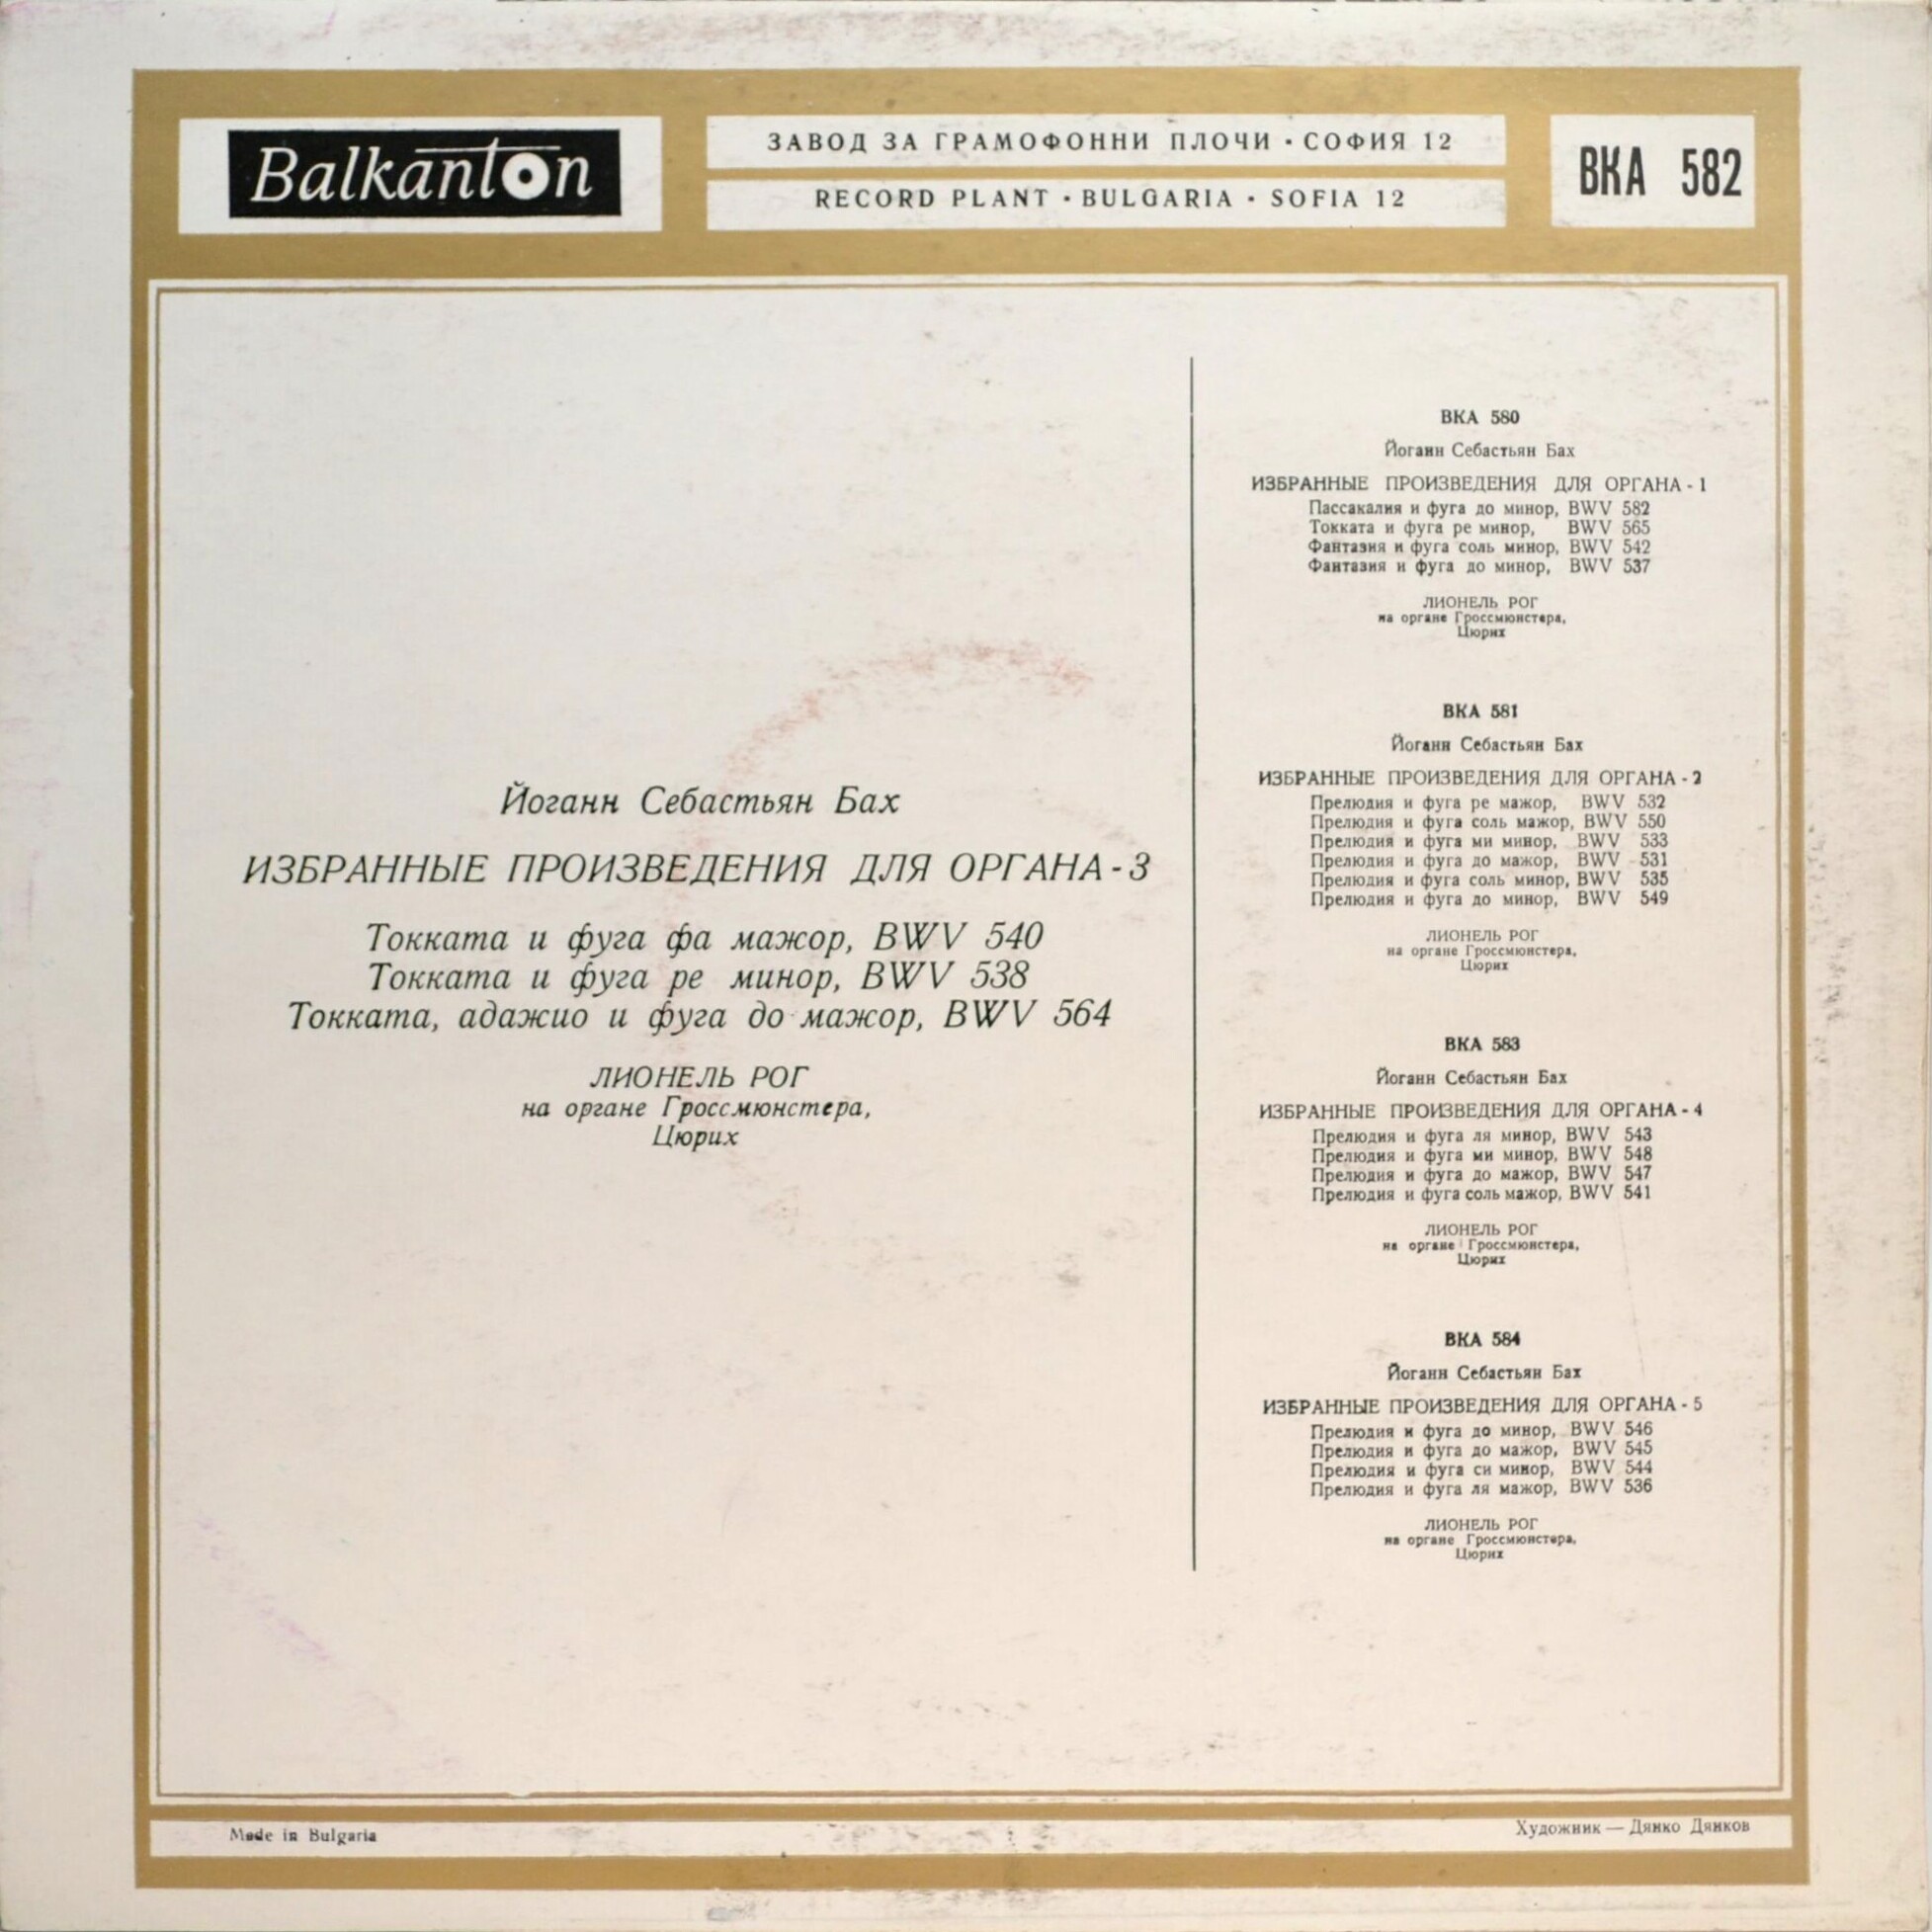 Balkanton
ЗАВОД ЗА ГРАМОФОННИ ПЛОЧИ · СОФИЯ 12
RECORD PLANT · BULGARIA · SOFIA 12
ВКА 582
Йоганн Себастьян Бах
ИЗБРАННЫЕ ПРОИЗВЕДЕНИЯ ДЛЯ ОРГАНА - 3
Токката и фуга фа мажор, BWV 540
Токката и фуга ре минор, BWV 538
Токката, адажио и фуга до мажор, BWV 564
ЛИОНЕЛЬ РОГ
на органе Гроссмюнстера,
Цюрих
ВКА 580
Йоганн Себастьян Бах
ИЗБРАННЫЕ ПРОИЗВЕДЕНИЯ ДЛЯ ОРГАНА - 1
Пассакалия и фуга до минор, BWV 582
Токката и фуга ре минор, BWV 565
Фантазия и фуга соль минор, BWV 542
Фантазия и фуга до минор, BWV 537
ЛИОНЕЛЬ РОГ
на органе Гроссмюнстера,
Цюрих
ВКА 581
Йоганн Себастьян Бах
ИЗБРАННЫЕ ПРОИЗВЕДЕНИЯ ДЛЯ ОРГАНА - 2
Прелюдия и фуга ре мажор, BWV 532
Прелюдия и фуга соль мажор, BWV 550
Прелюдия и фуга ми минор, BWV 533
Прелюдия и фуга до мажор, BWV 531
Прелюдия и фуга соль минор, BWV 535
Прелюдия и фуга до минор, BWV 549
ЛИОНЕЛЬ РОГ
на органе Гроссмюнстера,
Цюрих
ВКА 583
Йоганн Себастьян Бах
ИЗБРАННЫЕ ПРОИЗВЕДЕНИЯ ДЛЯ ОРГАНА - 4
Прелюдия и фуга ля минор, BWV 543
Прелюдия и фуга ми минор, BWV 548
Прелюдия и фуга до мажор, BWV 547
Прелюдия и фуга соль мажор, BWV 541
ЛИОНЕЛЬ РОГ
на органе Гроссмюнстера,
Цюрих
ВКА 584
Йоганн Себастьян Бах
ИЗБРАННЫЕ ПРОИЗВЕДЕНИЯ ДЛЯ ОРГАНА - 5
Прелюдия и фуга до минор, BWV 546
Прелюдия и фуга до мажор, BWV 545
Прелюдия и фуга си минор, BWV 544
Прелюдия и фуга ля мажор, BWV 536
ЛИОНЕЛЬ РОГ
на органе Гроссмюнстера,
Цюрих
Made in Bulgaria
Художник — Дянко Дянков